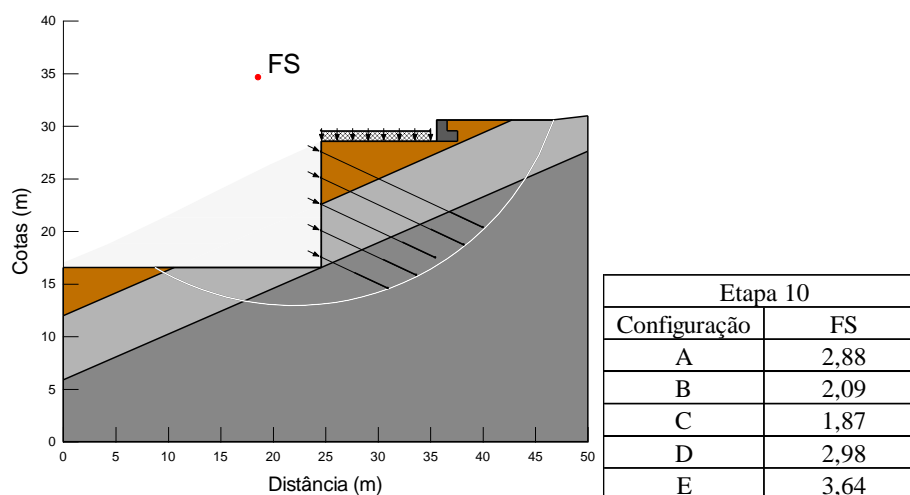 40
35
30
25
20
15
10
5
0
Cotas (m)
FS
0 5 10 15 20 25 30 35 40 45 50
Distância (m)
Etapa 10
Configuração FS
A 2,88
B 2,09
C 1,87
D 2,98
E 3,64